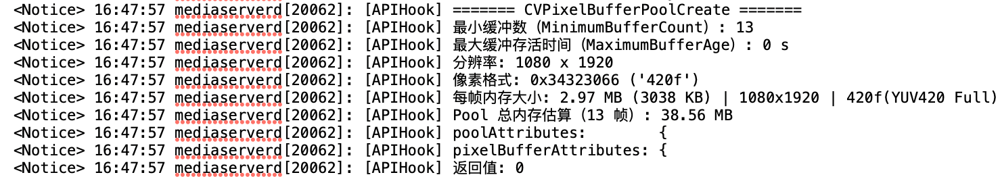 <Notice> 16:47:57 mediaserverd[20062]: [APIHook] ======= CVPixelBufferPoolCreate =======
<Notice> 16:47:57 mediaserverd[20062]: [APIHook] 最小缓冲数（MinimumBufferCount）: 13
<Notice> 16:47:57 mediaserverd[20062]: [APIHook] 最大缓冲存活时间（MaximumBufferAge）: 0 s
<Notice> 16:47:57 mediaserverd[20062]: [APIHook] 分辨率: 1080 x 1920
<Notice> 16:47:57 mediaserverd[20062]: [APIHook] 像素格式: 0x34323066 ('420f')
<Notice> 16:47:57 mediaserverd[20062]: [APIHook] 每帧内存大小: 2.97 MB (3038 KB) | 1080x1920 | 420f(YUV420 Full)
<Notice> 16:47:57 mediaserverd[20062]: [APIHook] Pool 总内存估算（13 帧）: 38.56 MB
<Notice> 16:47:57 mediaserverd[20062]: [APIHook] poolAttributes:        {
<Notice> 16:47:57 mediaserverd[20062]: [APIHook] pixelBufferAttributes: {
<Notice> 16:47:57 mediaserverd[20062]: [APIHook] 返回值: 0